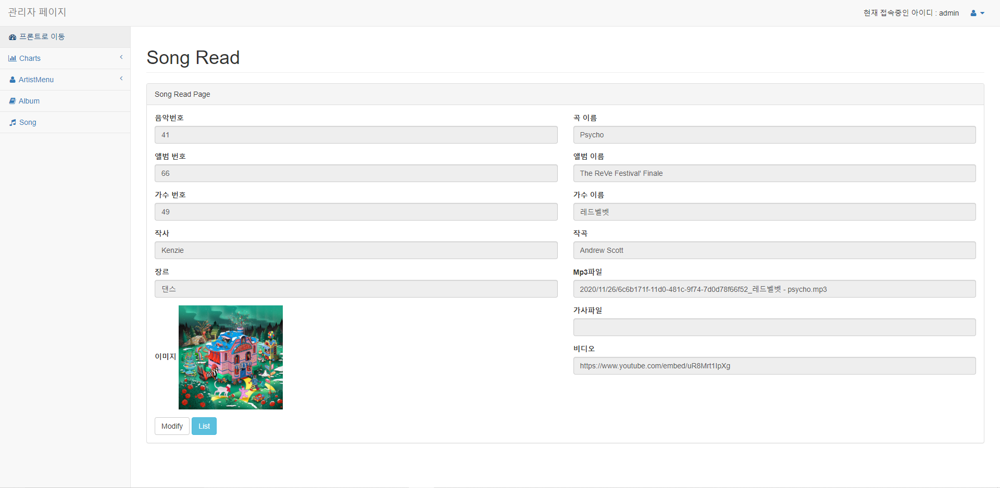 관리자 페이지
현재 접속중인 아이디 : admin
프론트로 이동
Charts
ArtistMenu
Album
Song
Song Read
Song Read Page
음악번호
41
곡 이름
Psycho
앨범 번호
66
앨범 이름
The ReVe Festival' Finale
가수 번호
49
가수 이름
레드벨벳
작사
Kenzie
작곡
Andrew Scott
장르
댄스
Mp3파일
2020/11/26/6c6b171f-11d0-481c-9f74-7d0d78f66f52_레드벨벳 - psycho.mp3
이미지
가사파일
비디오
https://www.youtube.com/embed/uR8Mrt1IpXg
Modify
List